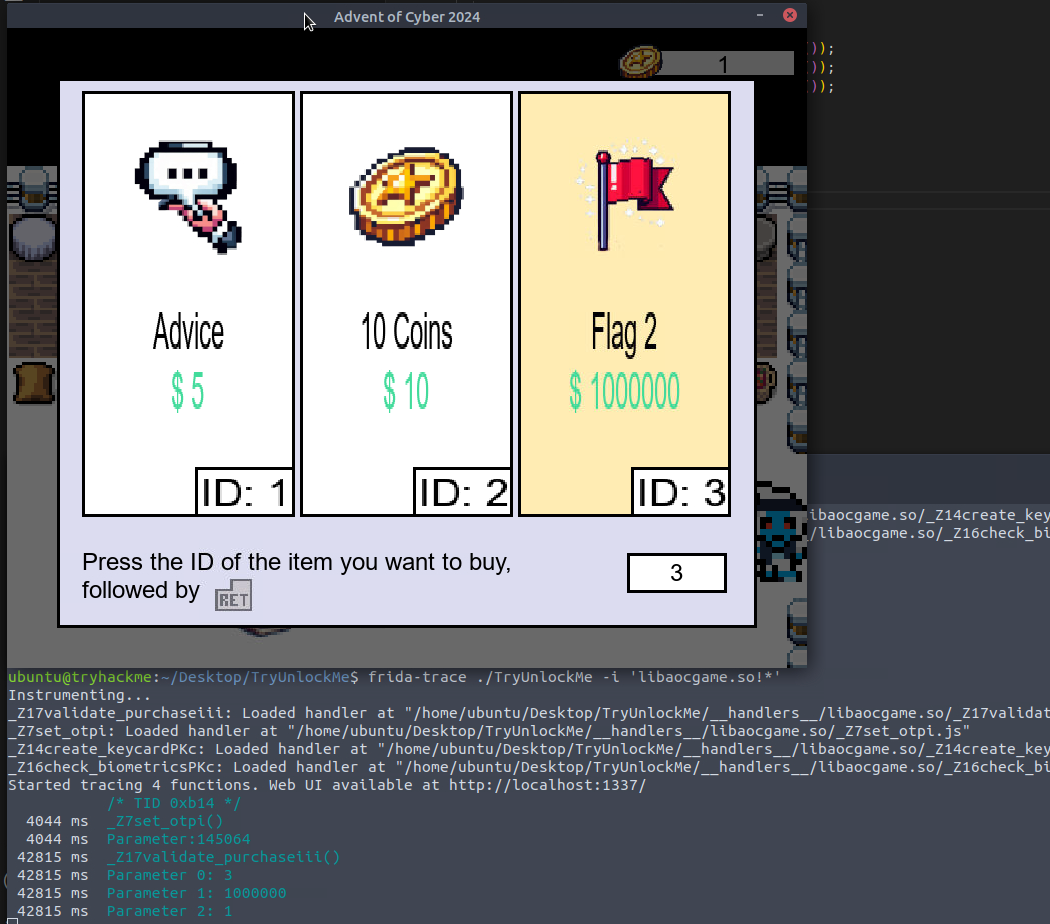 Advent of Cyber 2024
());
1
());
());
Advice
$ 5
ID: 1
10 Coins
$ 10
ID: 2
Flag 2
$ 1000000
ID: 3
libaocgame.so/_Z14create_key
/libaocgame.so/_Z16check_bi
Press the ID of the item you want to buy,
followed by RET
3
ubuntu@tryhackme:~/Desktop/TryUnlockMe$ frida-trace ./TryUnlockMe -i 'libaocgame.so!*'
Instrumenting...
_Z17validate_purchaseiii: Loaded handler at "/home/ubuntu/Desktop/TryUnlockMe/__handlers__/libaocgame.so/_Z17validat
_Z7set_otpi: Loaded handler at "/home/ubuntu/Desktop/TryUnlockMe/__handlers__/libaocgame.so/_Z7set_otpi.js"
_Z14create_keycardPKc: Loaded handler at "/home/ubuntu/Desktop/TryUnlockMe/__handlers__/libaocgame.so/_Z14create_key
_Z16check_biometricsPKc: Loaded handler at "/home/ubuntu/Desktop/TryUnlockMe/__handlers__/libaocgame.so/_Z16check_bi
Started tracing 4 functions. Web UI available at http://localhost:1337/
/* TID 0xb14 */
4044 ms _Z7set_otpi()
4044 ms Parameter:145064
42815 ms _Z17validate_purchaseiii()
42815 ms Parameter 0: 3
42815 ms Parameter 1: 1000000
42815 ms Parameter 2: 1